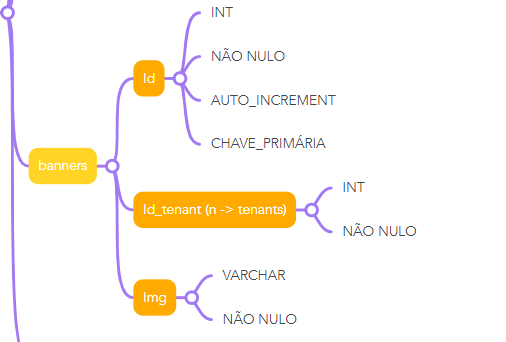 INT
NÃO NULO
Id
AUTO_INCREMENT
CHAVE_PRIMÁRIA
banners
INT
Id_tenant (n -> tenants)
NÃO NULO
VARCHAR
Img
NÃO NULO